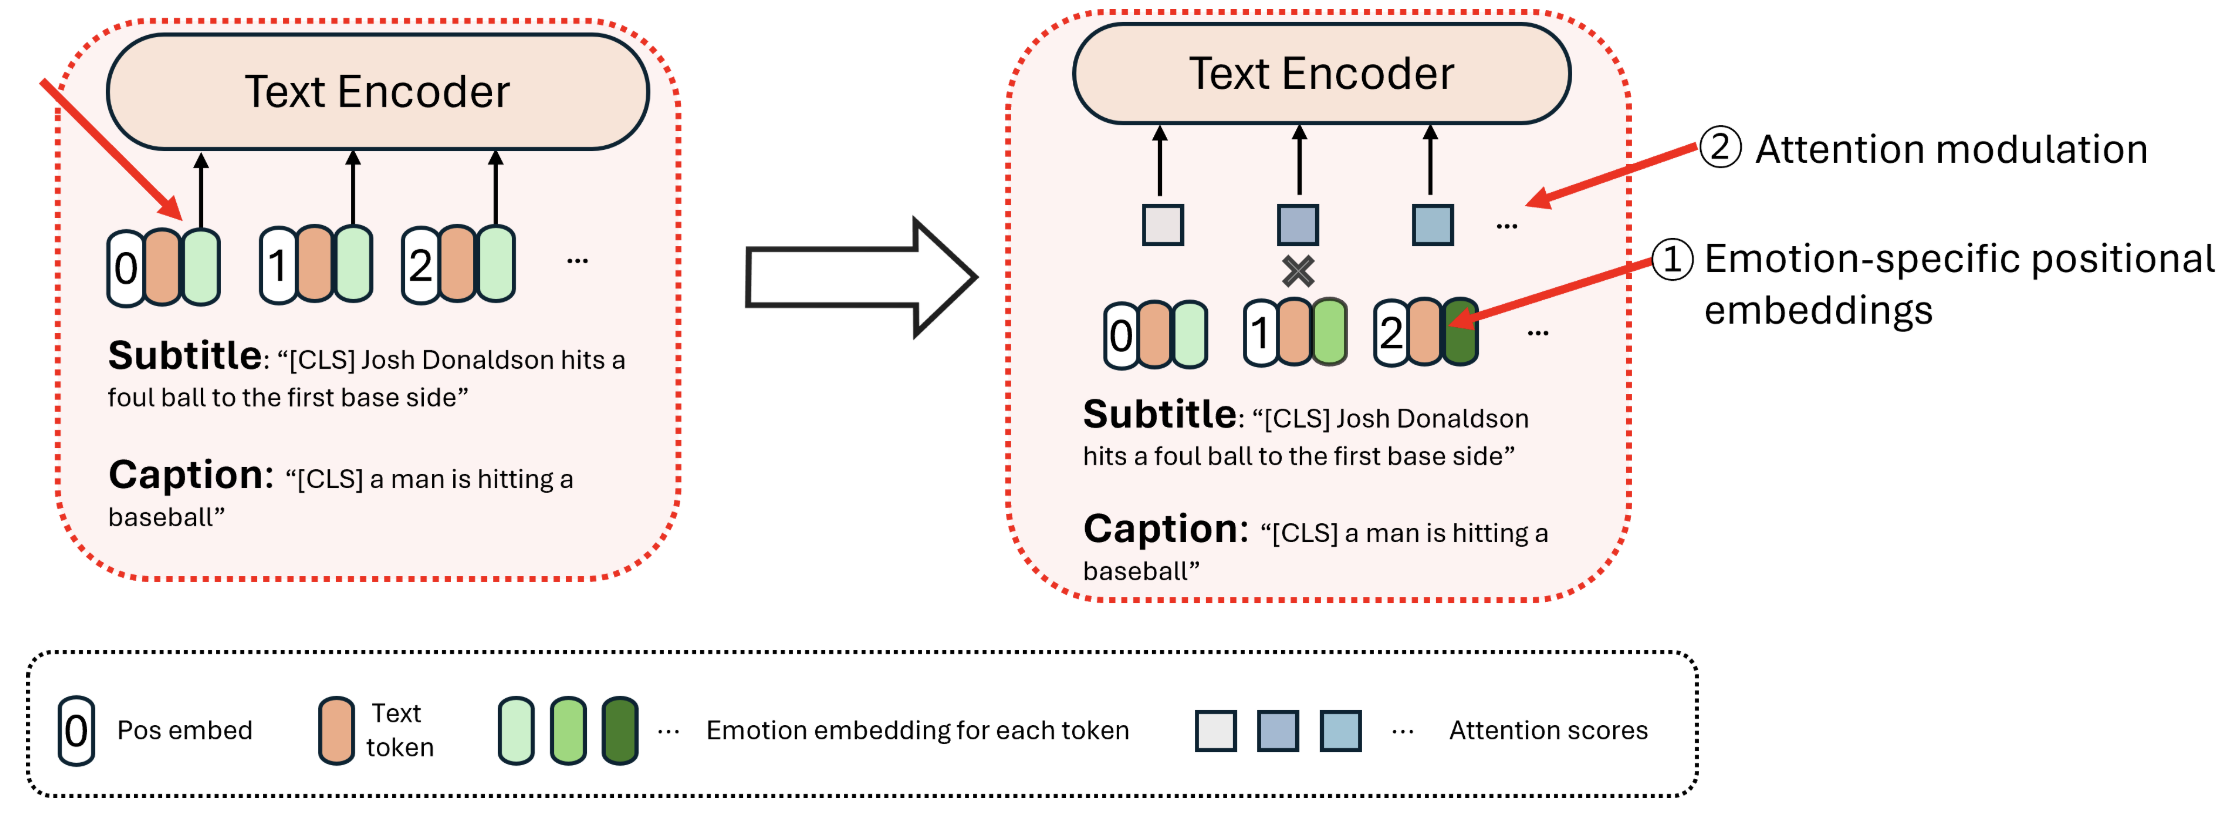 Text Encoder
0 1 2 ...
Subtitle: “[CLS] Josh Donaldson hits a
foul ball to the first base side”
Caption: “[CLS] a man is hitting a
baseball”
Text Encoder
② Attention modulation
...
① Emotion-specific positional
embeddings
0 1 2 ...
Subtitle: “[CLS] Josh Donaldson
hits a foul ball to the first base side”
Caption: “[CLS] a man is hitting a
baseball”
0 Pos embed
Text
token
... Emotion embedding for each token
... Attention scores